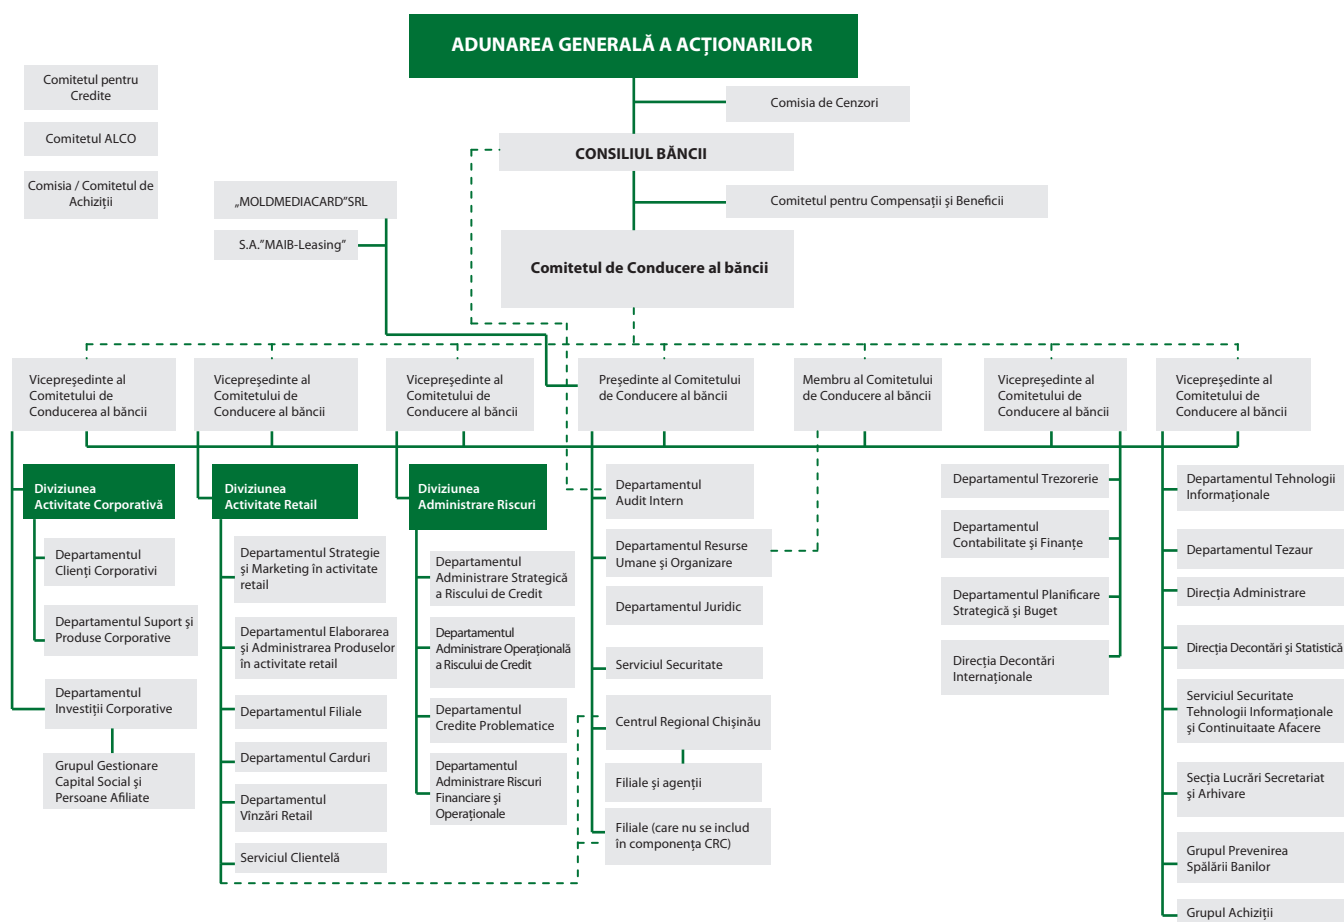 ADUNAREA GENERALĂ A ACȚIONARILOR
Comitetul pentru
Credite
Comitetul ALCO
Comisia / Comitetul de
Achiziții
Comisia de Cenzori
CONSILIUL BĂNCII
„MOLDMEDIACARD”SRL
S.A.”MAIB-Leasing”
Comitetul pentru Compensații și Beneficii
Comitetul de Conducere al băncii
Vicepreședinte al
Comitetului de
Conducerea al băncii
Vicepreședinte al
Comitetului de
Conducere al băncii
Vicepreședinte al
Comitetului de
Conducere al băncii
Președinte al Comitetului
de Conducere al băncii
Membru al Comitetului
de Conducere al băncii
Vicepreședinte al
Comitetului de
Conducere al băncii
Vicepreședinte al
Comitetului de
Conducere al băncii
Diviziunea
Activitate Corporativă
Departamentul
Clienți Corporativi
Departamentul Suport și
Produse Corporative
Departamentul
Investiții Corporative
Grupul Gestionare
Capital Social și
Persoane Afiliate
Diviziunea
Activitate Retail
Departamentul Strategie
și Marketing în activitate
retail
Departamentul Elaborarea
și Administrarea Produselor
în activitate retail
Departamentul Filiale
Departamentul Carduri
Departamentul
Vînzări Retail
Serviciul Clientelă
Diviziunea
Administrare Riscuri
Departamentul
Administrare Strategică
a Riscului de Credit
Departamentul
Administrare Operațională
a Riscului de Credit
Departamentul
Credite Problematice
Departamentul
Administrare Riscuri
Financiare și
Operaționale
Departamentul
Audit Intern
Departamentul Resurse
Umane și Organizare
Departamentul Juridic
Serviciul Securitate
Centrul Regional Chișinău
Filiale și agenții
Filiale (care nu se includ
în componența CRC)
Departamentul Trezorerie
Departamentul
Contabilitate și Finanțe
Departamentul Planificare
Strategică și Buget
Direcția Decontări
Internaționale
Departamentul Tehnologii
Informaționale
Departamentul Tezaur
Direcția Administrare
Direcția Decontări și Statistică
Serviciul Securitate
Tehnologii Informaționale
și Continuitaate Afacere
Secția Lucrări Secretariat
și Arhivare
Grupul Prevenirea
Spălării Banilor
Grupul Achiziții